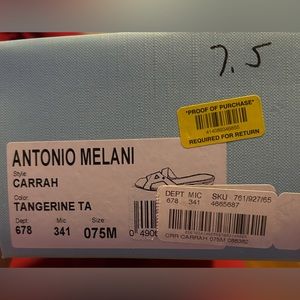 7.5
"PROOF OF PURCHASE"
REQUIRED FOR RETURN
ANTONIO MELANI
Style:
CARRAH
Color:
TANGERINE TA
Dept: Mic Size:
678 341 075M
DEPT MIC SKU 761/927/65
678 341 4865687
CRR CARRAH 075M